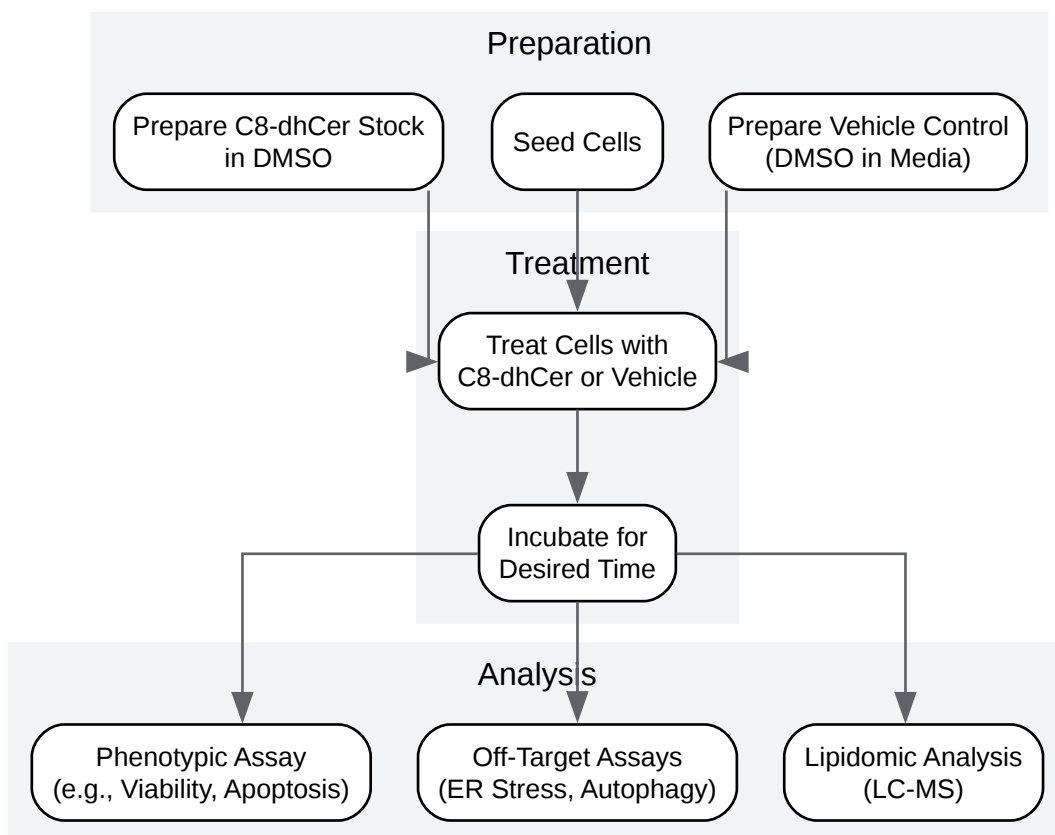 Preparation
Prepare C8-dhCer Stock
in DMSO
Seed Cells
Prepare Vehicle Control
(DMSO in Media)
Treatment
Treat Cells with
C8-dhCer or Vehicle
Incubate for
Desired Time
Analysis
Phenotypic Assay
(e.g., Viability, Apoptosis)
Off-Target Assays
(ER Stress, Autophagy)
Lipidomic Analysis
(LC-MS)